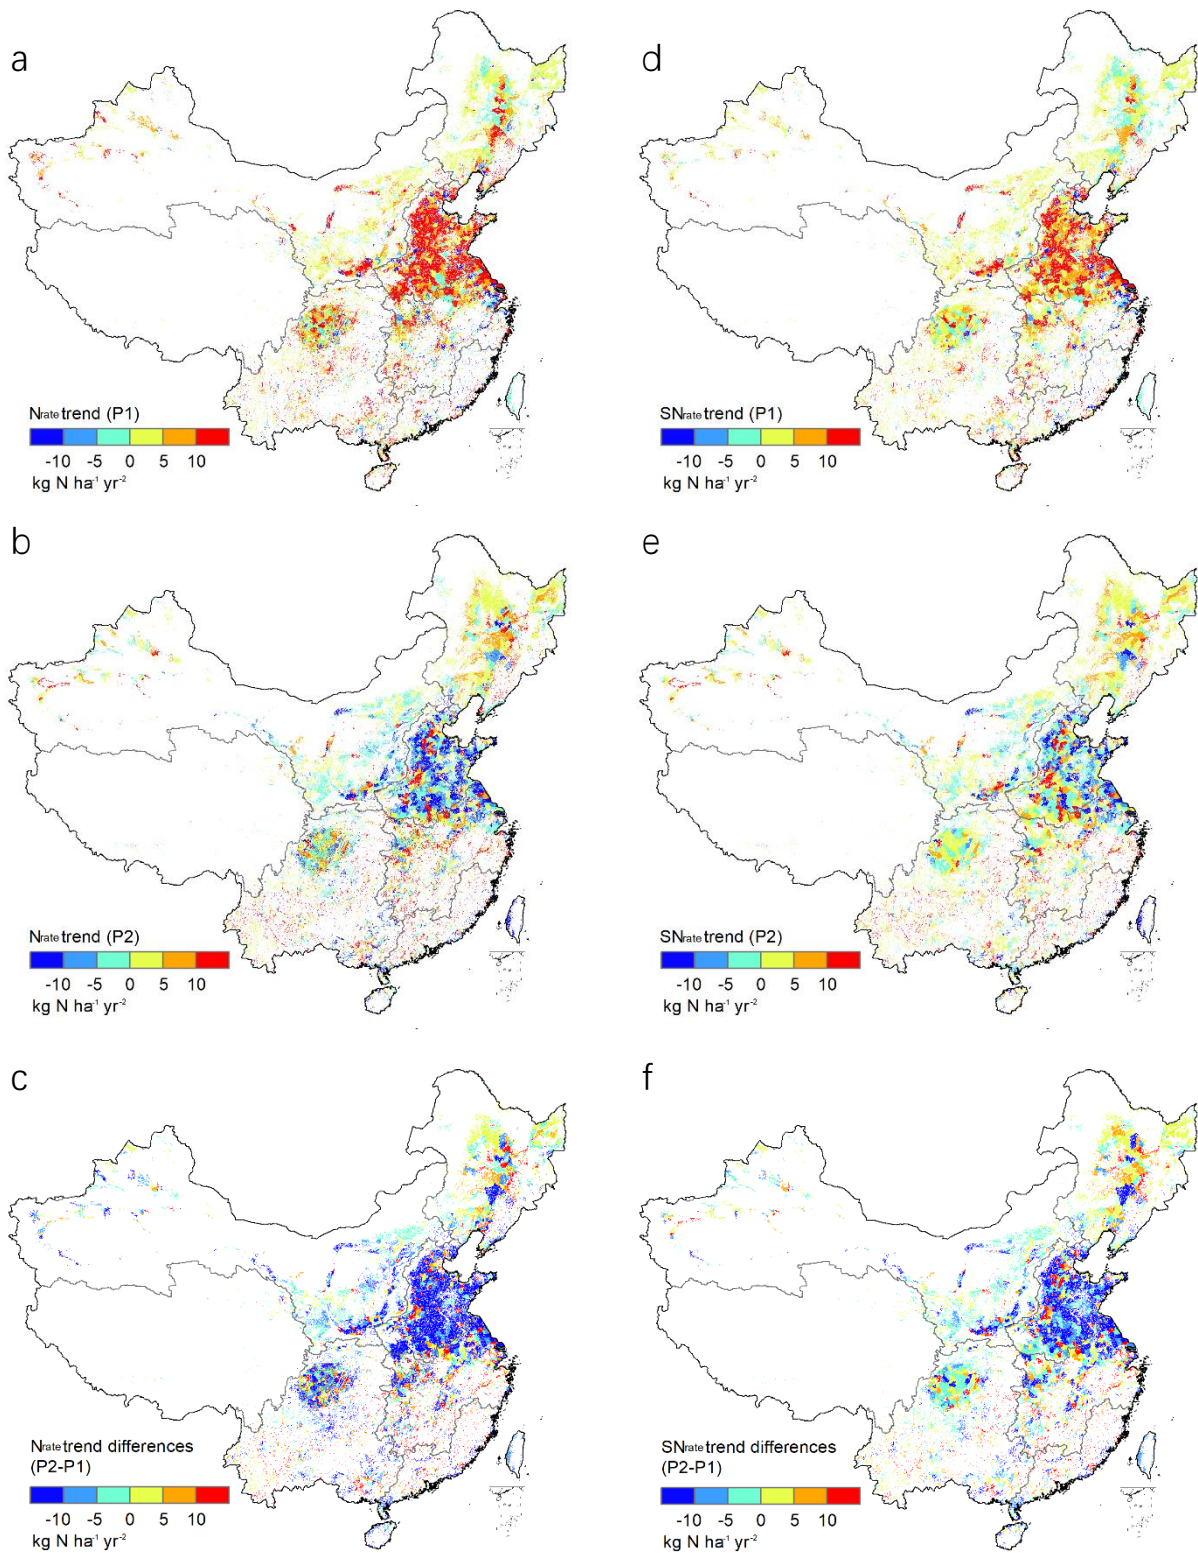 a
Nrate trend (P1)
-10 -5 0 5 10
kg N ha⁻¹ yr⁻²
d
SNrate trend (P1)
-10 -5 0 5 10
kg N ha⁻¹ yr⁻²
b
Nrate trend (P2)
-10 -5 0 5 10
kg N ha⁻¹ yr⁻²
e
SNrate trend (P2)
-10 -5 0 5 10
kg N ha⁻¹ yr⁻²
c
Nrate trend differences
(P2-P1)
-10 -5 0 5 10
kg N ha⁻¹ yr⁻²
f
SNrate trend differences
(P2-P1)
-10 -5 0 5 10
kg N ha⁻¹ yr⁻²